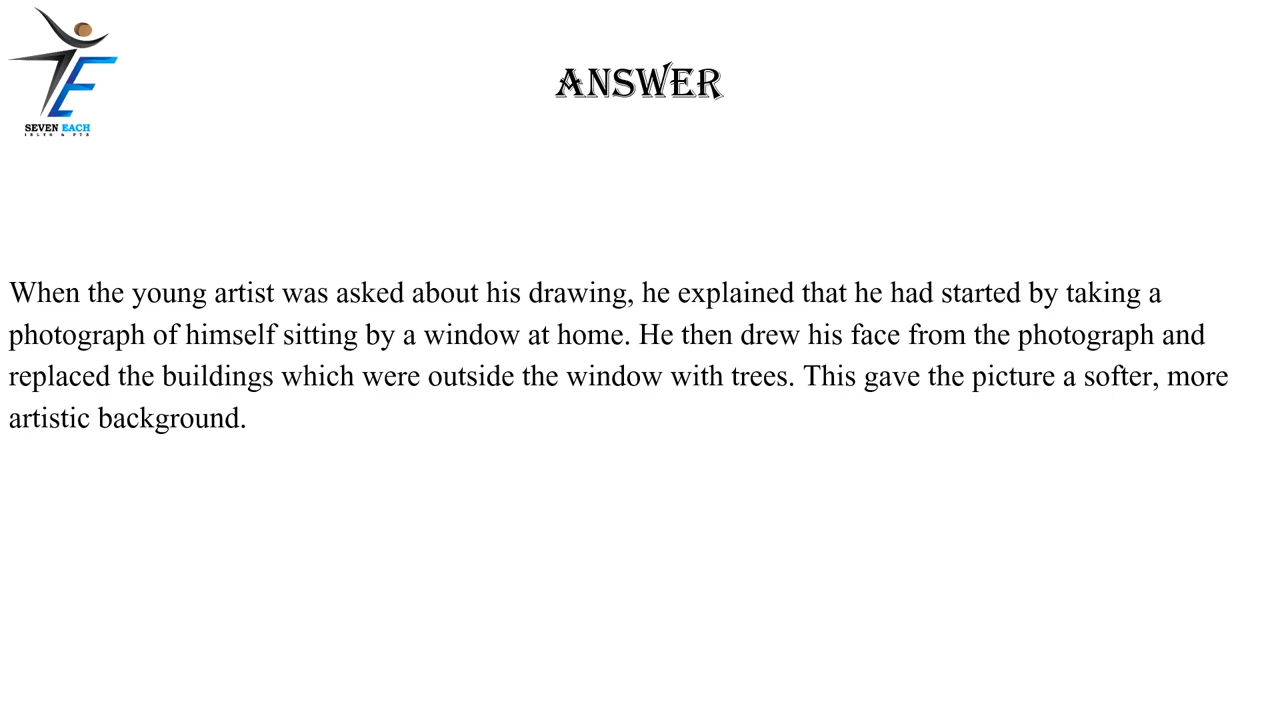 SEVEN EACH
IELTS & PTE
ANSWER
When the young artist was asked about his drawing, he explained that he had started by taking a
photograph of himself sitting by a window at home. He then drew his face from the photograph and
replaced the buildings which were outside the window with trees. This gave the picture a softer, more
artistic background.